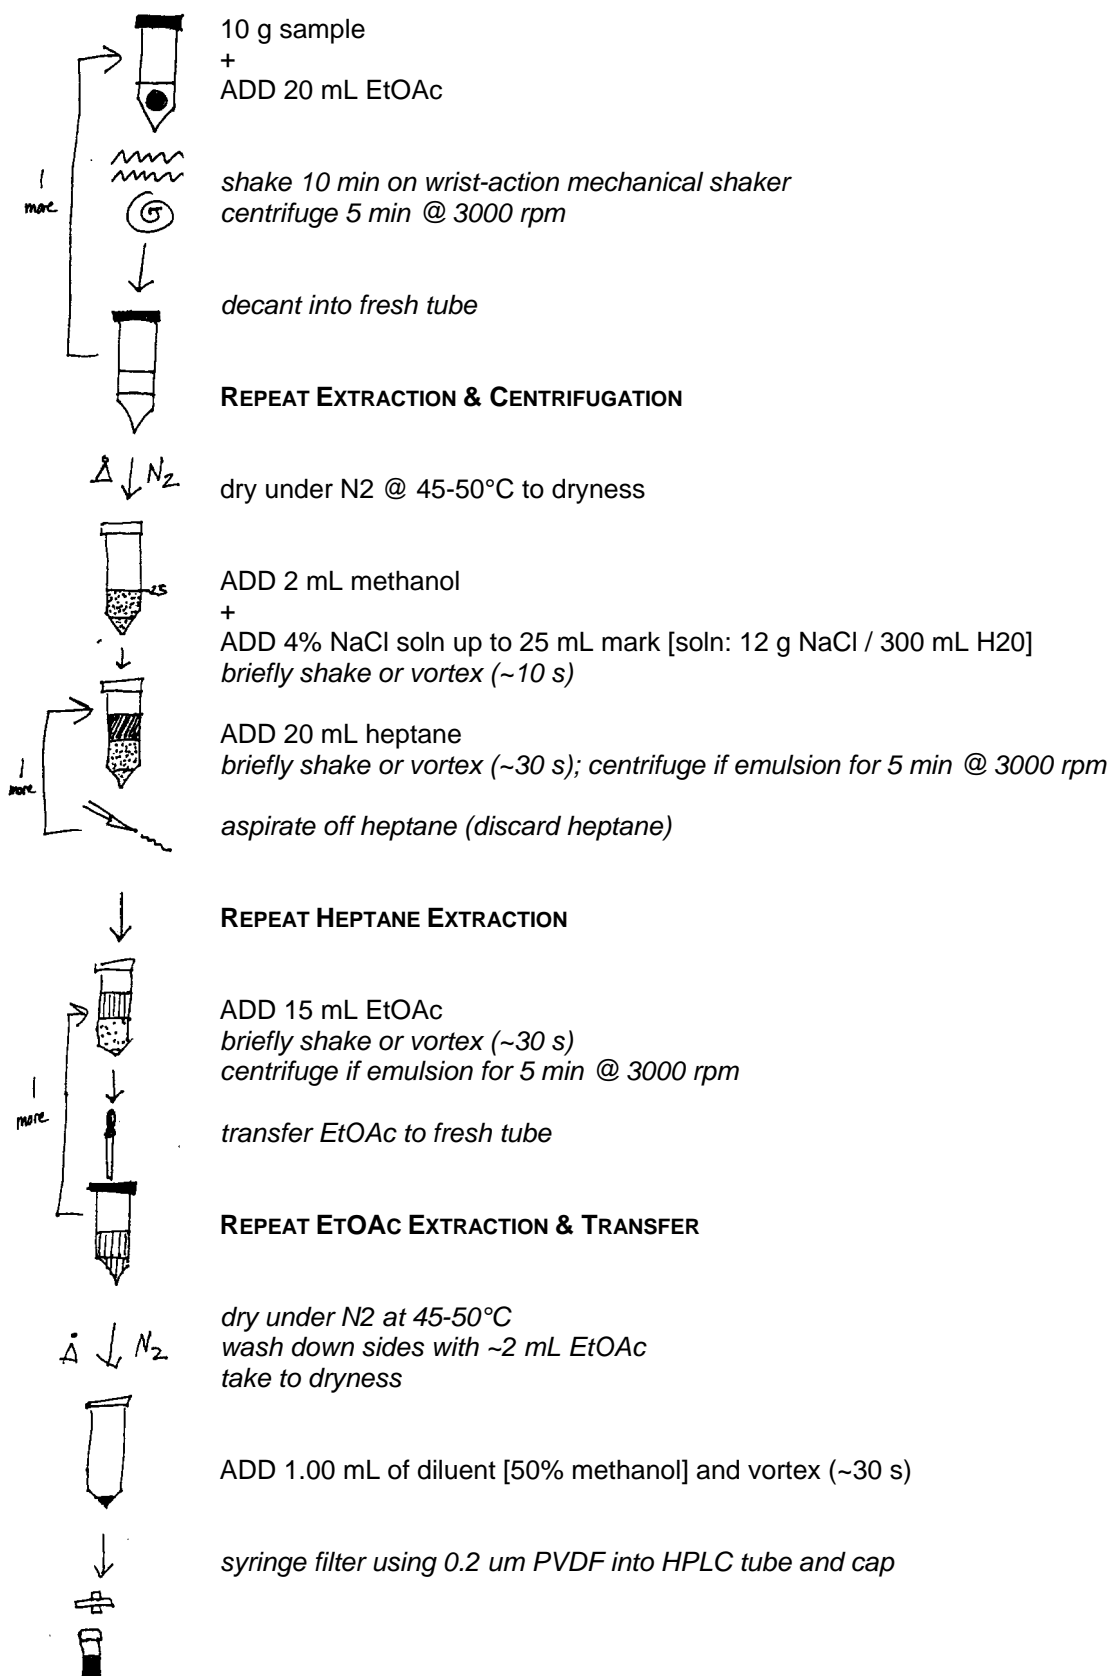 10 g sample
+
ADD 20 mL EtOAc
shake 10 min on wrist-action mechanical shaker
centrifuge 5 min @ 3000 rpm
1
more
decant into fresh tube
REPEAT EXTRACTION & CENTRIFUGATION
N2
dry under N2 @ 45-50°C to dryness
25
ADD 2 mL methanol
+
ADD 4% NaCl soln up to 25 mL mark [soln: 12 g NaCl / 300 mL H20]
briefly shake or vortex (~10 s)
ADD 20 mL heptane
briefly shake or vortex (~30 s); centrifuge if emulsion for 5 min @ 3000 rpm
1
more
aspirate off heptane (discard heptane)
REPEAT HEPTANE EXTRACTION
ADD 15 mL EtOAc
briefly shake or vortex (~30 s)
centrifuge if emulsion for 5 min @ 3000 rpm
1
more
transfer EtOAc to fresh tube
REPEAT ETOAC EXTRACTION & TRANSFER
dry under N2 at 45-50°C
N2
wash down sides with ~2 mL EtOAc
take to dryness
ADD 1.00 mL of diluent [50% methanol] and vortex (~30 s)
syringe filter using 0.2 um PVDF into HPLC tube and cap